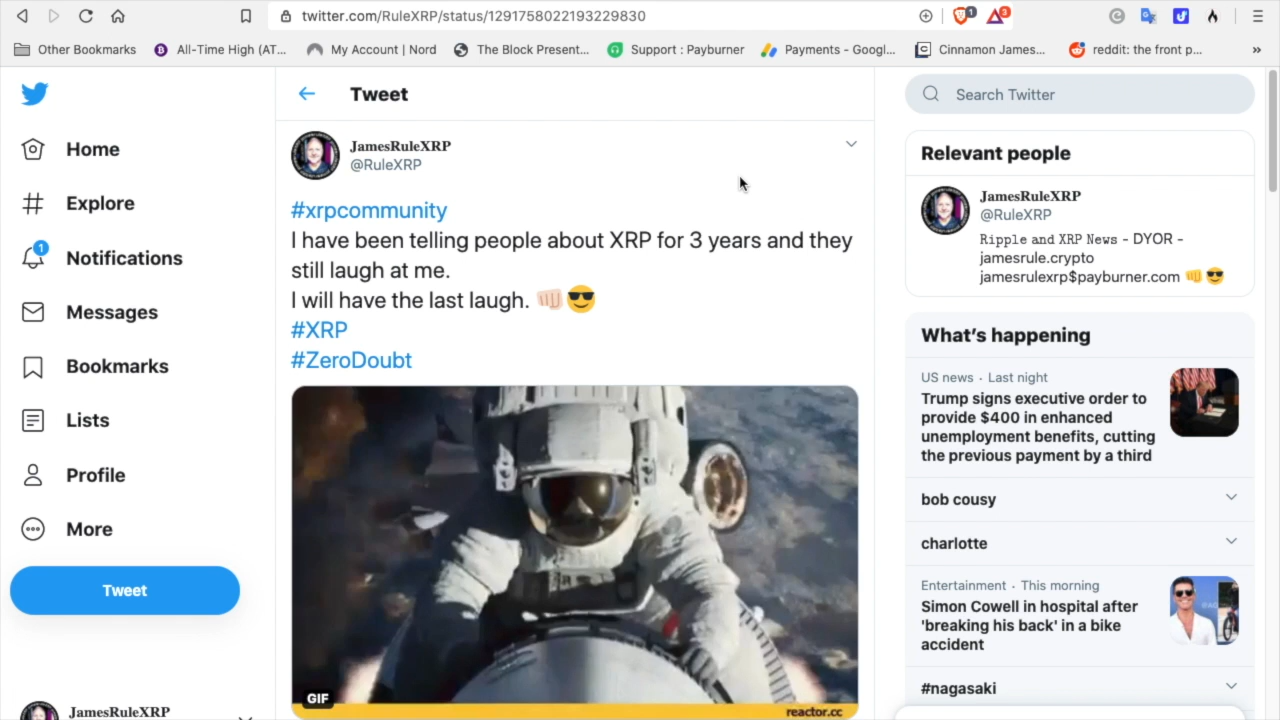 twitter.com/RuleXRP/status/1291758022193229830
1
3
Other Bookmarks
All-Time High (AT...
My Account | Nord
The Block Present...
Support : Payburner
Payments - Googl...
Cinnamon James...
reddit: the front p...
»
Home
Explore
1
Notifications
Messages
Bookmarks
Lists
Profile
More
Tweet
JamesRuleXRP
Tweet
JamesRuleXRP
@RuleXRP
#xrpcommunity
I have been telling people about XRP for 3 years and they
still laugh at me.
I will have the last laugh. 👊🏻😎
#XRP
#ZeroDoubt
GIF
reactor.cc
Search Twitter
Relevant people
JamesRuleXRP
@RuleXRP
Ripple and XRP News - DYOR -
jamesrule.crypto
jamesrulexrp$payburner.com 👊😎
What's happening
US news · Last night
Trump signs executive order to
provide $400 in enhanced
unemployment benefits, cutting
the previous payment by a third
bob cousy
charlotte
Entertainment · This morning
Simon Cowell in hospital after
'breaking his back' in a bike
accident
#nagasaki